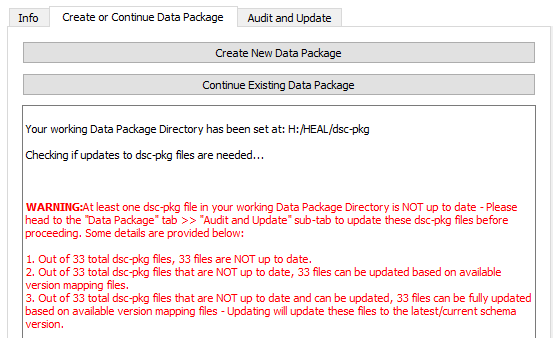 Info
Create or Continue Data Package
Audit and Update
Create New Data Package
Continue Existing Data Package
Your working Data Package Directory has been set at: H:/HEAL/dsc-pkg
Checking if updates to dsc-pkg files are needed...
WARNING:At least one dsc-pkg file in your working Data Package Directory is NOT up to date - Please
head to the "Data Package" tab >> "Audit and Update" sub-tab to update these dsc-pkg files before
proceeding. Some details are provided below:
1. Out of 33 total dsc-pkg files, 33 files are NOT up to date.
2. Out of 33 total dsc-pkg files that are NOT up to date, 33 files can be updated based on available
version mapping files.
3. Out of 33 total dsc-pkg files that are NOT up to date and can be updated, 33 files can be fully updated
based on available version mapping files - Updating will update these files to the latest/current schema
version.